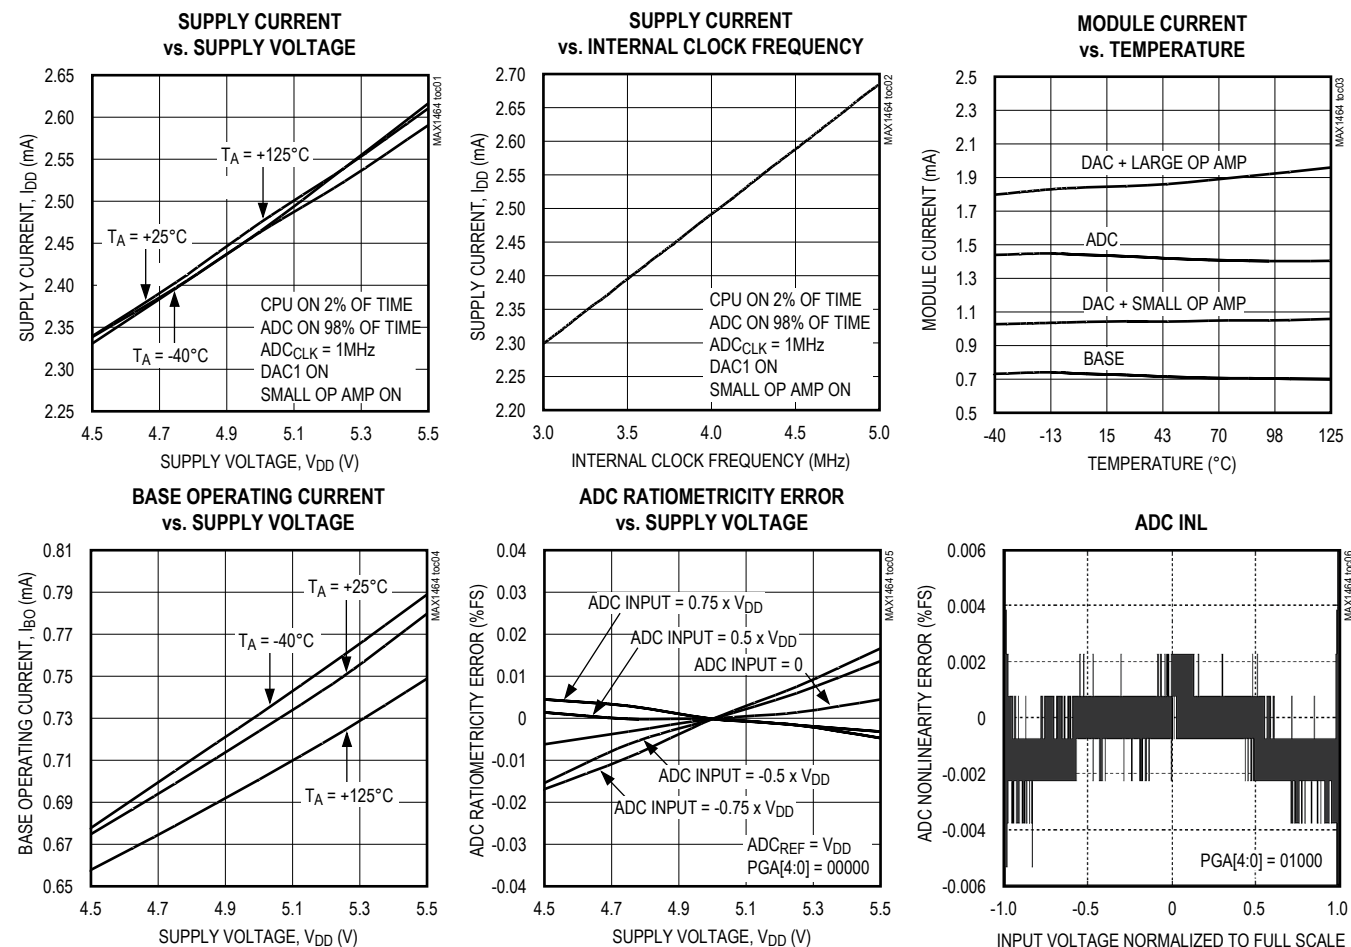 SUPPLY CURRENT
vs. SUPPLY VOLTAGE
SUPPLY CURRENT, IDD (mA)
2.65
2.60
2.55
2.50
2.45
2.40
2.35
2.30
2.25
TA = +125°C
TA = +25°C
TA = -40°C
CPU ON 2% OF TIME
ADC ON 98% OF TIME
ADCCLK = 1MHz
DAC1 ON
SMALL OP AMP ON
MAX1464 toc01
4.5 4.7 4.9 5.1 5.3 5.5
SUPPLY VOLTAGE, VDD (V)
SUPPLY CURRENT
vs. INTERNAL CLOCK FREQUENCY
SUPPLY CURRENT, IDD (mA)
2.70
2.65
2.60
2.55
2.50
2.45
2.40
2.35
2.30
2.25
2.20
CPU ON 2% OF TIME
ADC ON 98% OF TIME
ADCCLK = 1MHz
DAC1 ON
SMALL OP AMP ON
MAX1464 toc02
3.0 3.5 4.0 4.5 5.0
INTERNAL CLOCK FREQUENCY (MHz)
MODULE CURRENT
vs. TEMPERATURE
MODULE CURRENT (mA)
2.5
2.3
2.1
1.9
1.7
1.5
1.3
1.1
0.9
0.7
0.5
DAC + LARGE OP AMP
ADC
DAC + SMALL OP AMP
BASE
MAX1464 toc03
-40 -13 15 43 70 98 125
TEMPERATURE (°C)
BASE OPERATING CURRENT
vs. SUPPLY VOLTAGE
BASE OPERATING CURRENT, IBO (mA)
0.81
0.79
0.77
0.75
0.73
0.71
0.69
0.67
0.65
TA = +25°C
TA = -40°C
TA = +125°C
MAX1464 toc04
4.5 4.7 4.9 5.1 5.3 5.5
SUPPLY VOLTAGE, VDD (V)
ADC RATIOMETRICITY ERROR
vs. SUPPLY VOLTAGE
ADC RATIOMETRICITY ERROR (%FS)
0.04
0.03
0.02
0.01
0
-0.01
-0.02
-0.03
-0.04
ADC INPUT = 0.75 x VDD
ADC INPUT = 0.5 x VDD
ADC INPUT = 0
ADC INPUT = -0.5 x VDD
ADC INPUT = -0.75 x VDD
ADCREF = VDD
PGA[4:0] = 00000
MAX1464 toc05
4.5 4.7 4.9 5.1 5.3 5.5
SUPPLY VOLTAGE, VDD (V)
ADC INL
ADC NONLINEARITY ERROR (%FS)
0.006
0.004
0.002
0
-0.002
-0.004
-0.006
PGA[4:0] = 01000
MAX1464 toc06
-1.0 -0.5 0 0.5 1.0
INPUT VOLTAGE NORMALIZED TO FULL SCALE